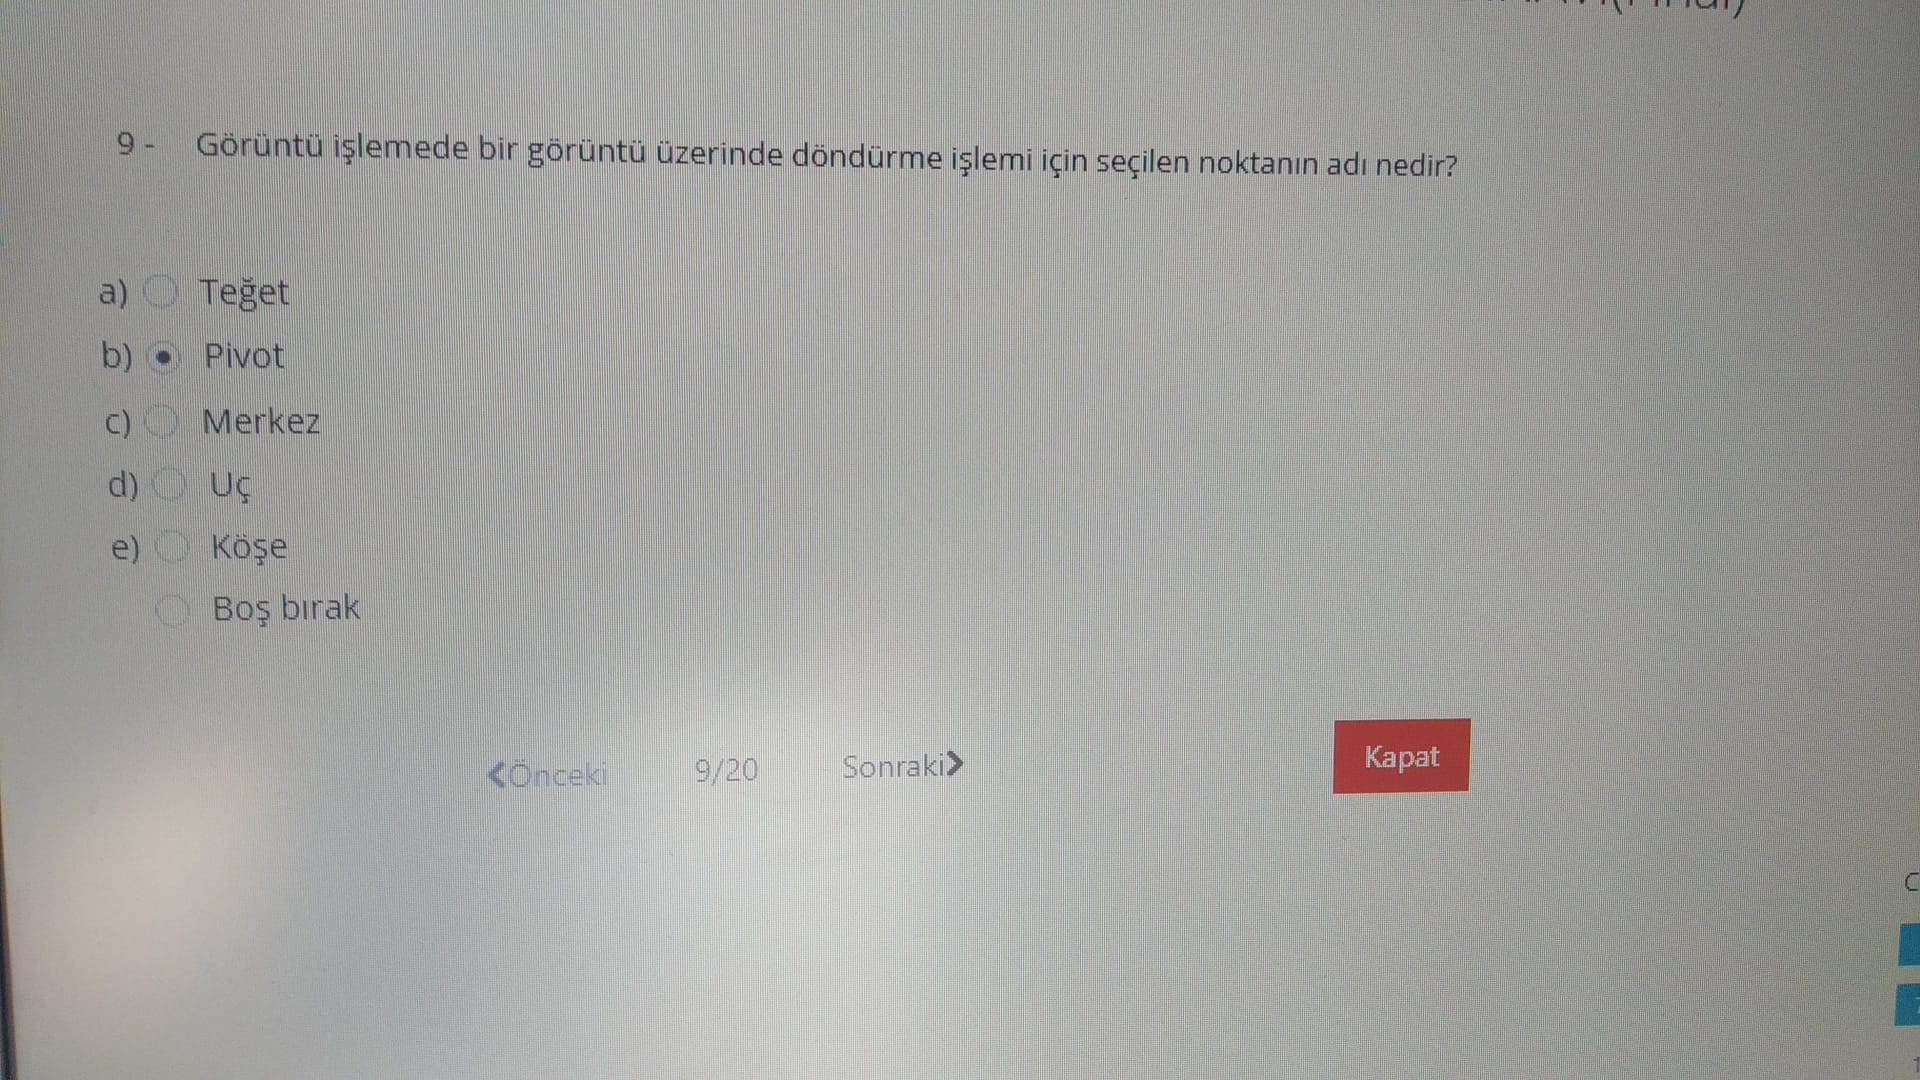 9 - Görüntü işlemede bir görüntü üzerinde döndürme işlemi için seçilen noktanın adı nedir?
a) Teğet
b) Pivot
c) Merkez
d) Uç
e) Köşe
Boş bırak
Önceki 9/20 Sonraki
Kapat